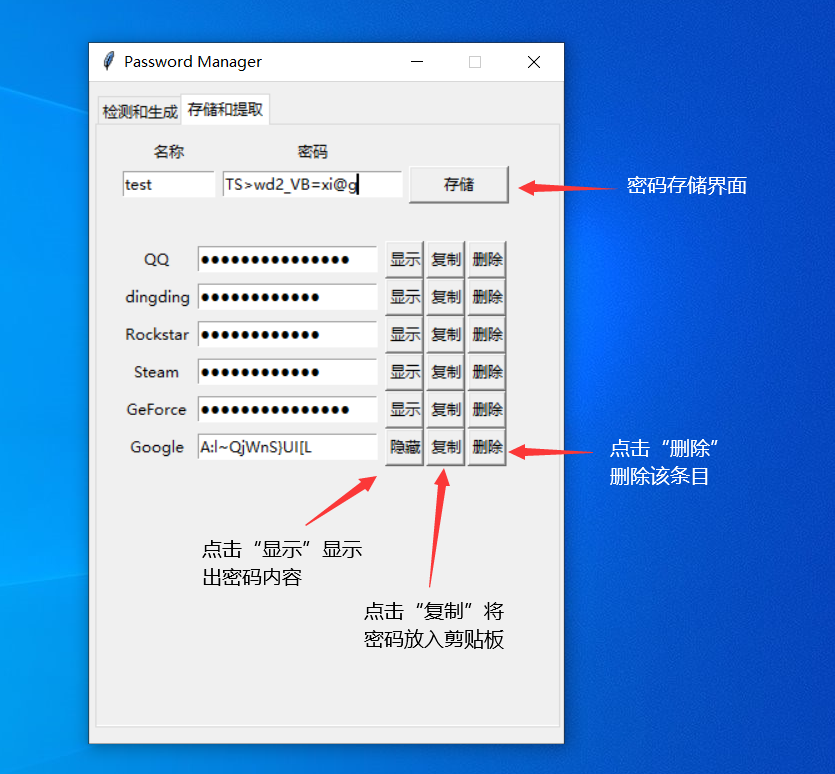 Password Manager
检测和生成 存储和提取
名称 密码
test TS>wd2_VB=xi@g 存储
密码存储界面
QQ ●●●●●●●●●●●●●●● 显示 复制 删除
dingding ●●●●●●●●●●●● 显示 复制 删除
Rockstar ●●●●●●●●●●●● 显示 复制 删除
Steam ●●●●●●●●●●●● 显示 复制 删除
GeForce ●●●●●●●●●●●●●●● 显示 复制 删除
Google A:l~QjWnS}UI[L 隐藏 复制 删除
点击“删除”
删除该条目
点击“显示”显示
出密码内容
点击“复制”将
密码放入剪贴板